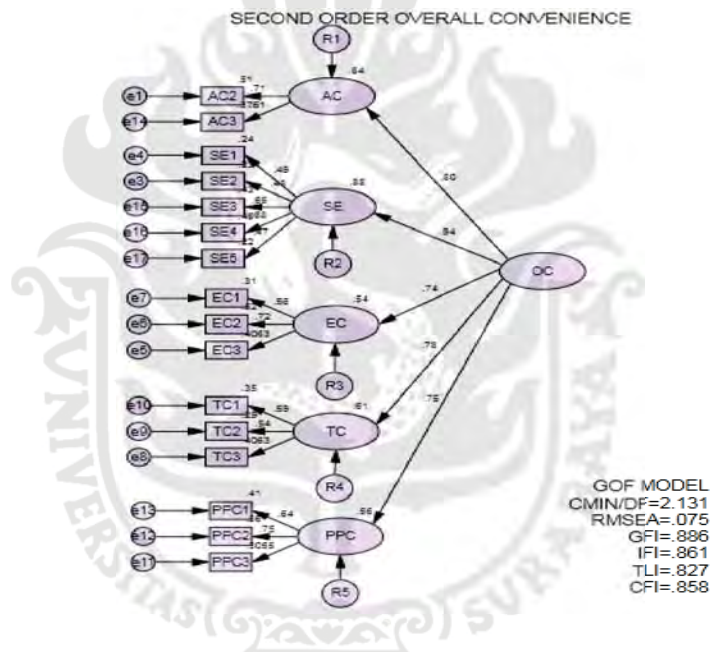 SECOND ORDER OVERALL CONVENIENCE
R1
.64
.71
e1 AC2 AC
e14 AC3
.80
.24
e4 SE1
.49
e3 SE2
e15 SE3 SE
.84
e16 SE4
e17 SE5 R2
OC
.31
e7 EC1
.74
.54
e6 EC2 EC
.72
e5 EC3
.78
R3
.75
.35
e10 TC1
.59
.61
e9 TC2 TC
.54
e8 TC3
R4
.41
e13 PPC1
.64
.56
e12 PPC2 PPC
.75
e11 PPC3
R5
GOF MODEL
CMIN/DF=2.131
RMSEA=.075
GFI=.886
IFI=.861
TLI=.827
CFI=.858
UNIVERSITAS SURABAYA